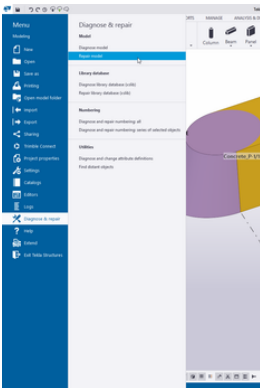 Menu
Modeling
New
Open
Save as
Printing
Open model folder
Import
Export
Sharing
Trimble Connect
Project properties
Settings
Catalogs
Editors
Logs
Diagnose & repair
Help
Extend
Exit Tekla Structures
Diagnose & repair
Model
Diagnose model
Repair model
Library database
Diagnose library database (xslib)
Repair library database (xslib)
Numbering
Diagnose and repair numbering: all
Diagnose and repair numbering: series of selected objects
Utilities
Diagnose and change attribute definitions
Find distant objects
MANAGE
ANALYSIS & D
Column
Beam
Panel